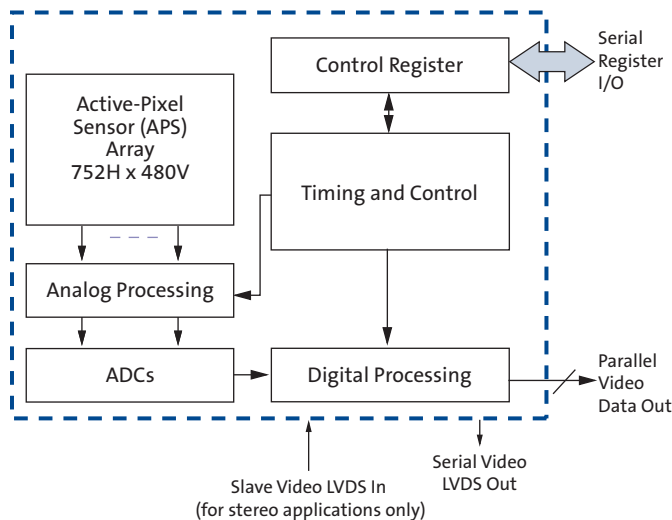 Active-Pixel
Sensor (APS)
Array
752H x 480V
Control Register
Serial
Register
I/O
Timing and Control
Analog Processing
ADCs
Digital Processing
Parallel
Video
Data Out
Slave Video LVDS In
(for stereo applications only)
Serial Video
LVDS Out